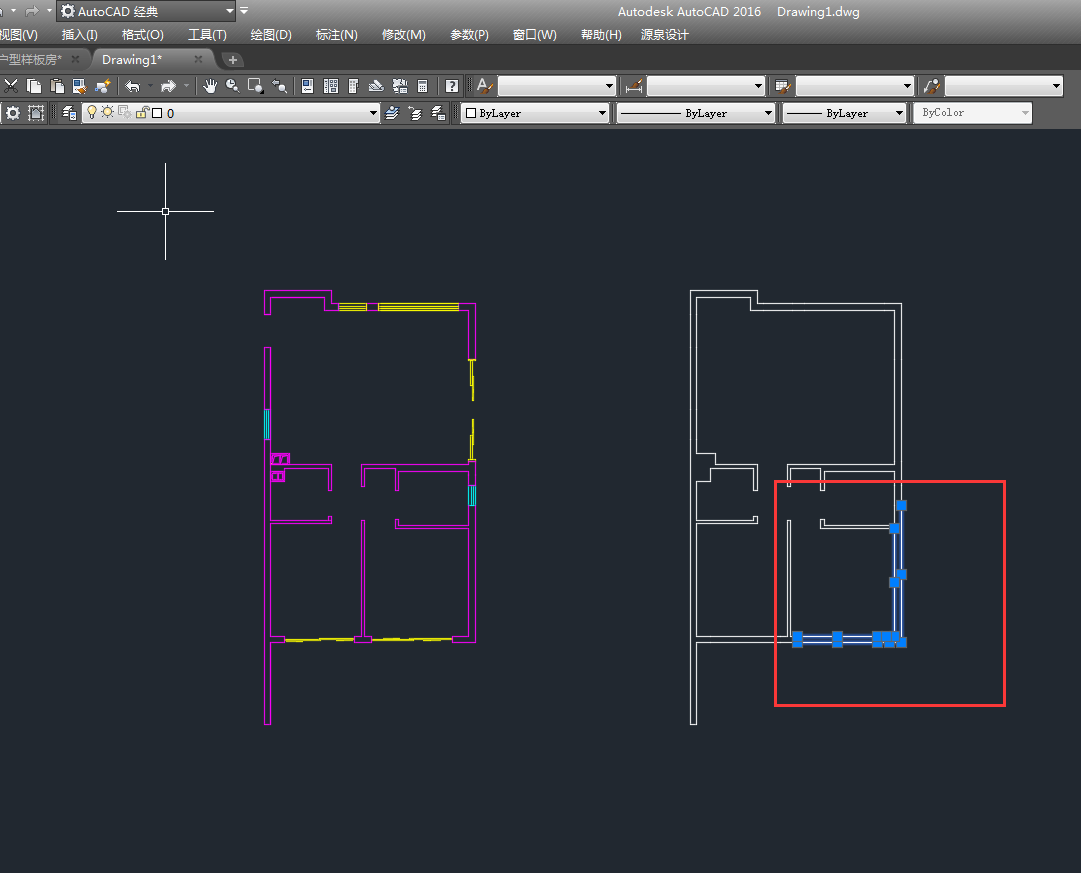 AutoCAD 经典
Autodesk AutoCAD 2016 Drawing1.dwg
视图(V) 插入(I) 格式(O) 工具(T) 绘图(D) 标注(N) 修改(M) 参数(P) 窗口(W) 帮助(H) 源泉设计
户型样板房* Drawing1*
0 ByLayer ByLayer ByLayer ByColor